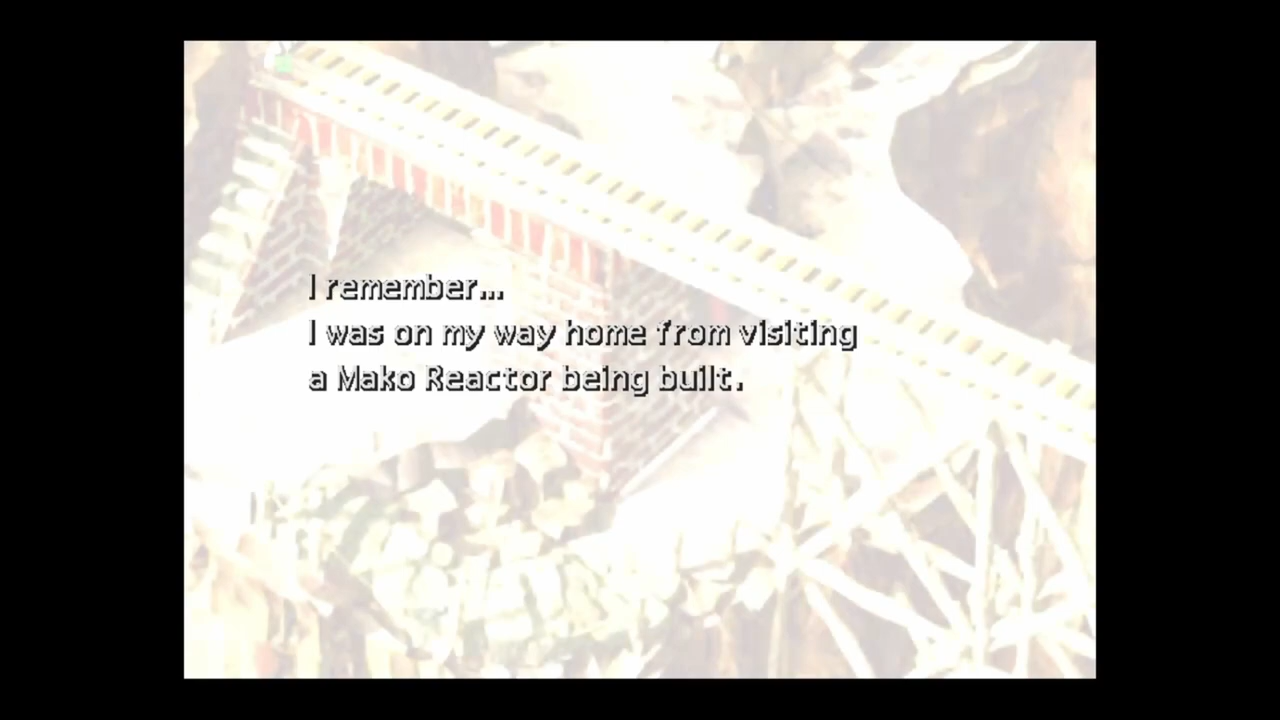 I remember...
I was on my way home from visiting
a Mako Reactor being built.